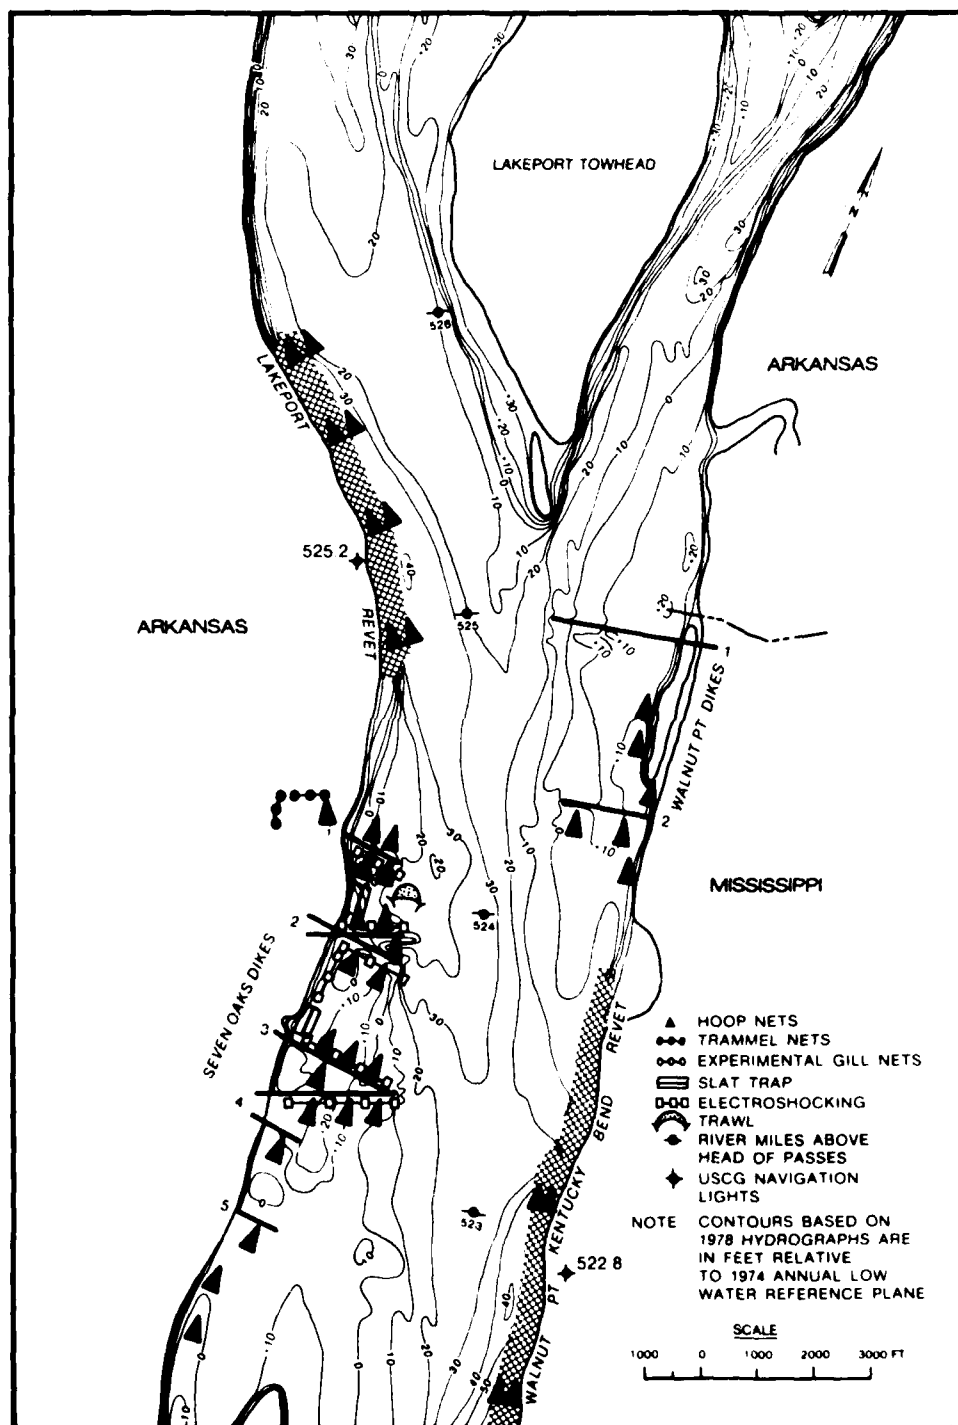 LAKEPORT TOWHEAD
N
526
ARKANSAS
LAKEPORT
525 2
525
ARKANSAS
REVET
1
WALNUT PT DIKES
2
1
MISSISSIPPI
524
2
SEVEN OAKS DIKES
3
4
5
523
WALNUT PT KENTUCKY BEND REVET
522 8
HOOP NETS
TRAMMEL NETS
EXPERIMENTAL GILL NETS
SLAT TRAP
ELECTROSHOCKING
TRAWL
RIVER MILES ABOVE
HEAD OF PASSES
USCG NAVIGATION
LIGHTS
NOTE CONTOURS BASED ON
1978 HYDROGRAPHS ARE
IN FEET RELATIVE
TO 1974 ANNUAL LOW
WATER REFERENCE PLANE
SCALE
1000 0 1000 2000 3000 FT